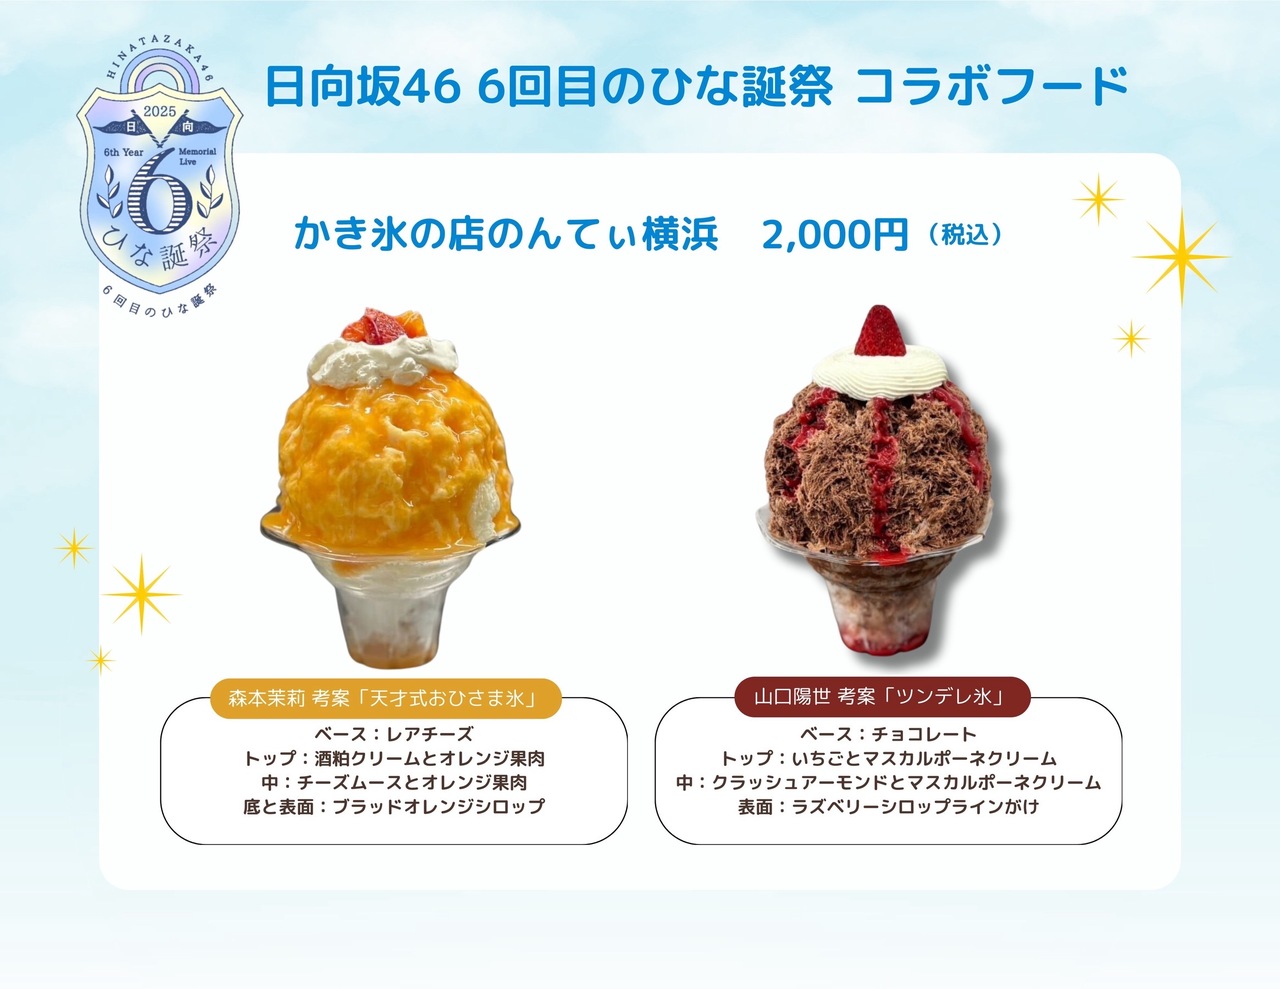 HINATAZAKA46
2025
日 向
6th Year Memorial Live
6
ひな誕祭
6回目のひな誕祭
日向坂46 6回目のひな誕祭 コラボフード
かき氷の店のんてぃ横浜 2,000円（税込）
森本茉莉 考案「天才式おひさま氷」
ベース：レアチーズ
トップ：酒粕クリームとオレンジ果肉
中：チーズムースとオレンジ果肉
底と表面：ブラッドオレンジシロップ
山口陽世 考案「ツンデレ氷」
ベース：チョコレート
トップ：いちごとマスカルポーネクリーム
中：クラッシュアーモンドとマスカルポーネクリーム
表面：ラズベリーシロップラインがけ